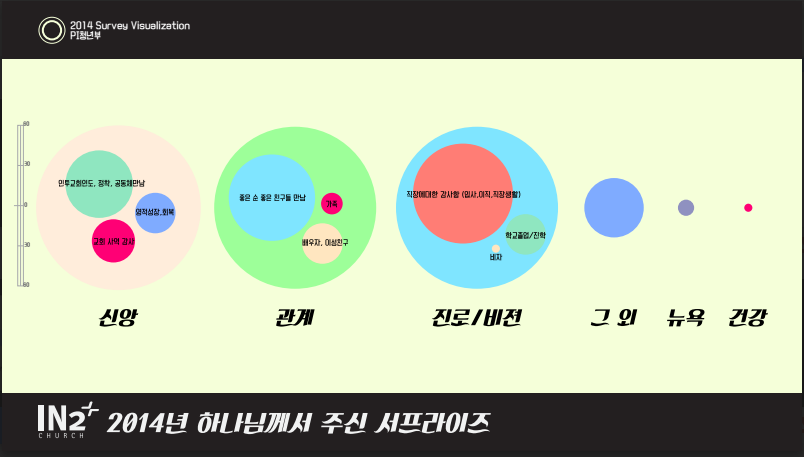 2014 Survey Visualization
PI청년부
60
30
0
30
60
인투교회인도, 정착, 공동체만남
영적성장,회복
교회 사역 감사
좋은 순 좋은 친구들 만남
가족
배우자, 이성친구
직장에대한 감사함 (입사,이직,직장생활)
학교졸업/진학
비자
신앙
관계
진로/비젼
그 외
뉴욕
건강
IN2+
CHURCH
2014년 하나님께서 주신 서프라이즈